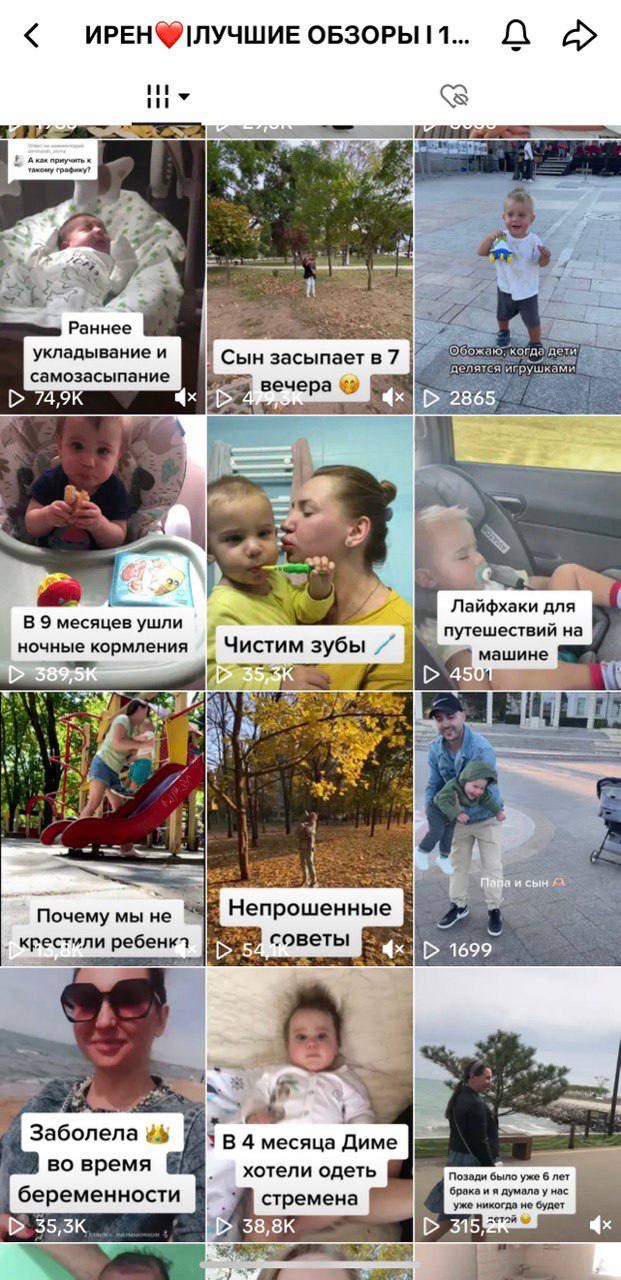 ИРЕН❤️|ЛУЧШИЕ ОБЗОРЫ I 1...
29,8K
А как приучить к
такому графику?
Раннее
укладывание и
самозасыпание
74,9K
Сын засыпает в 7
вечера 🤭
479,3K
Обожаю, когда дети
делятся игрушками
2865
В 9 месяцев ушли
ночные кормления
389,5K
Чистим зубы 🪥
35,3K
Лайфхаки для
путешествий на
машине
4501
Почему мы не
крестили ребенка
Непрошенные
советы
54,1K
Папа и сын 🫶🏻
1699
Заболела 👑
во время
беременности
35,3K
В 4 месяца Диме
хотели одеть
стремена
38,8K
Позади было уже 6 лет
брака и я думала у нас
уже никогда не будет
детей 😔
315,2K